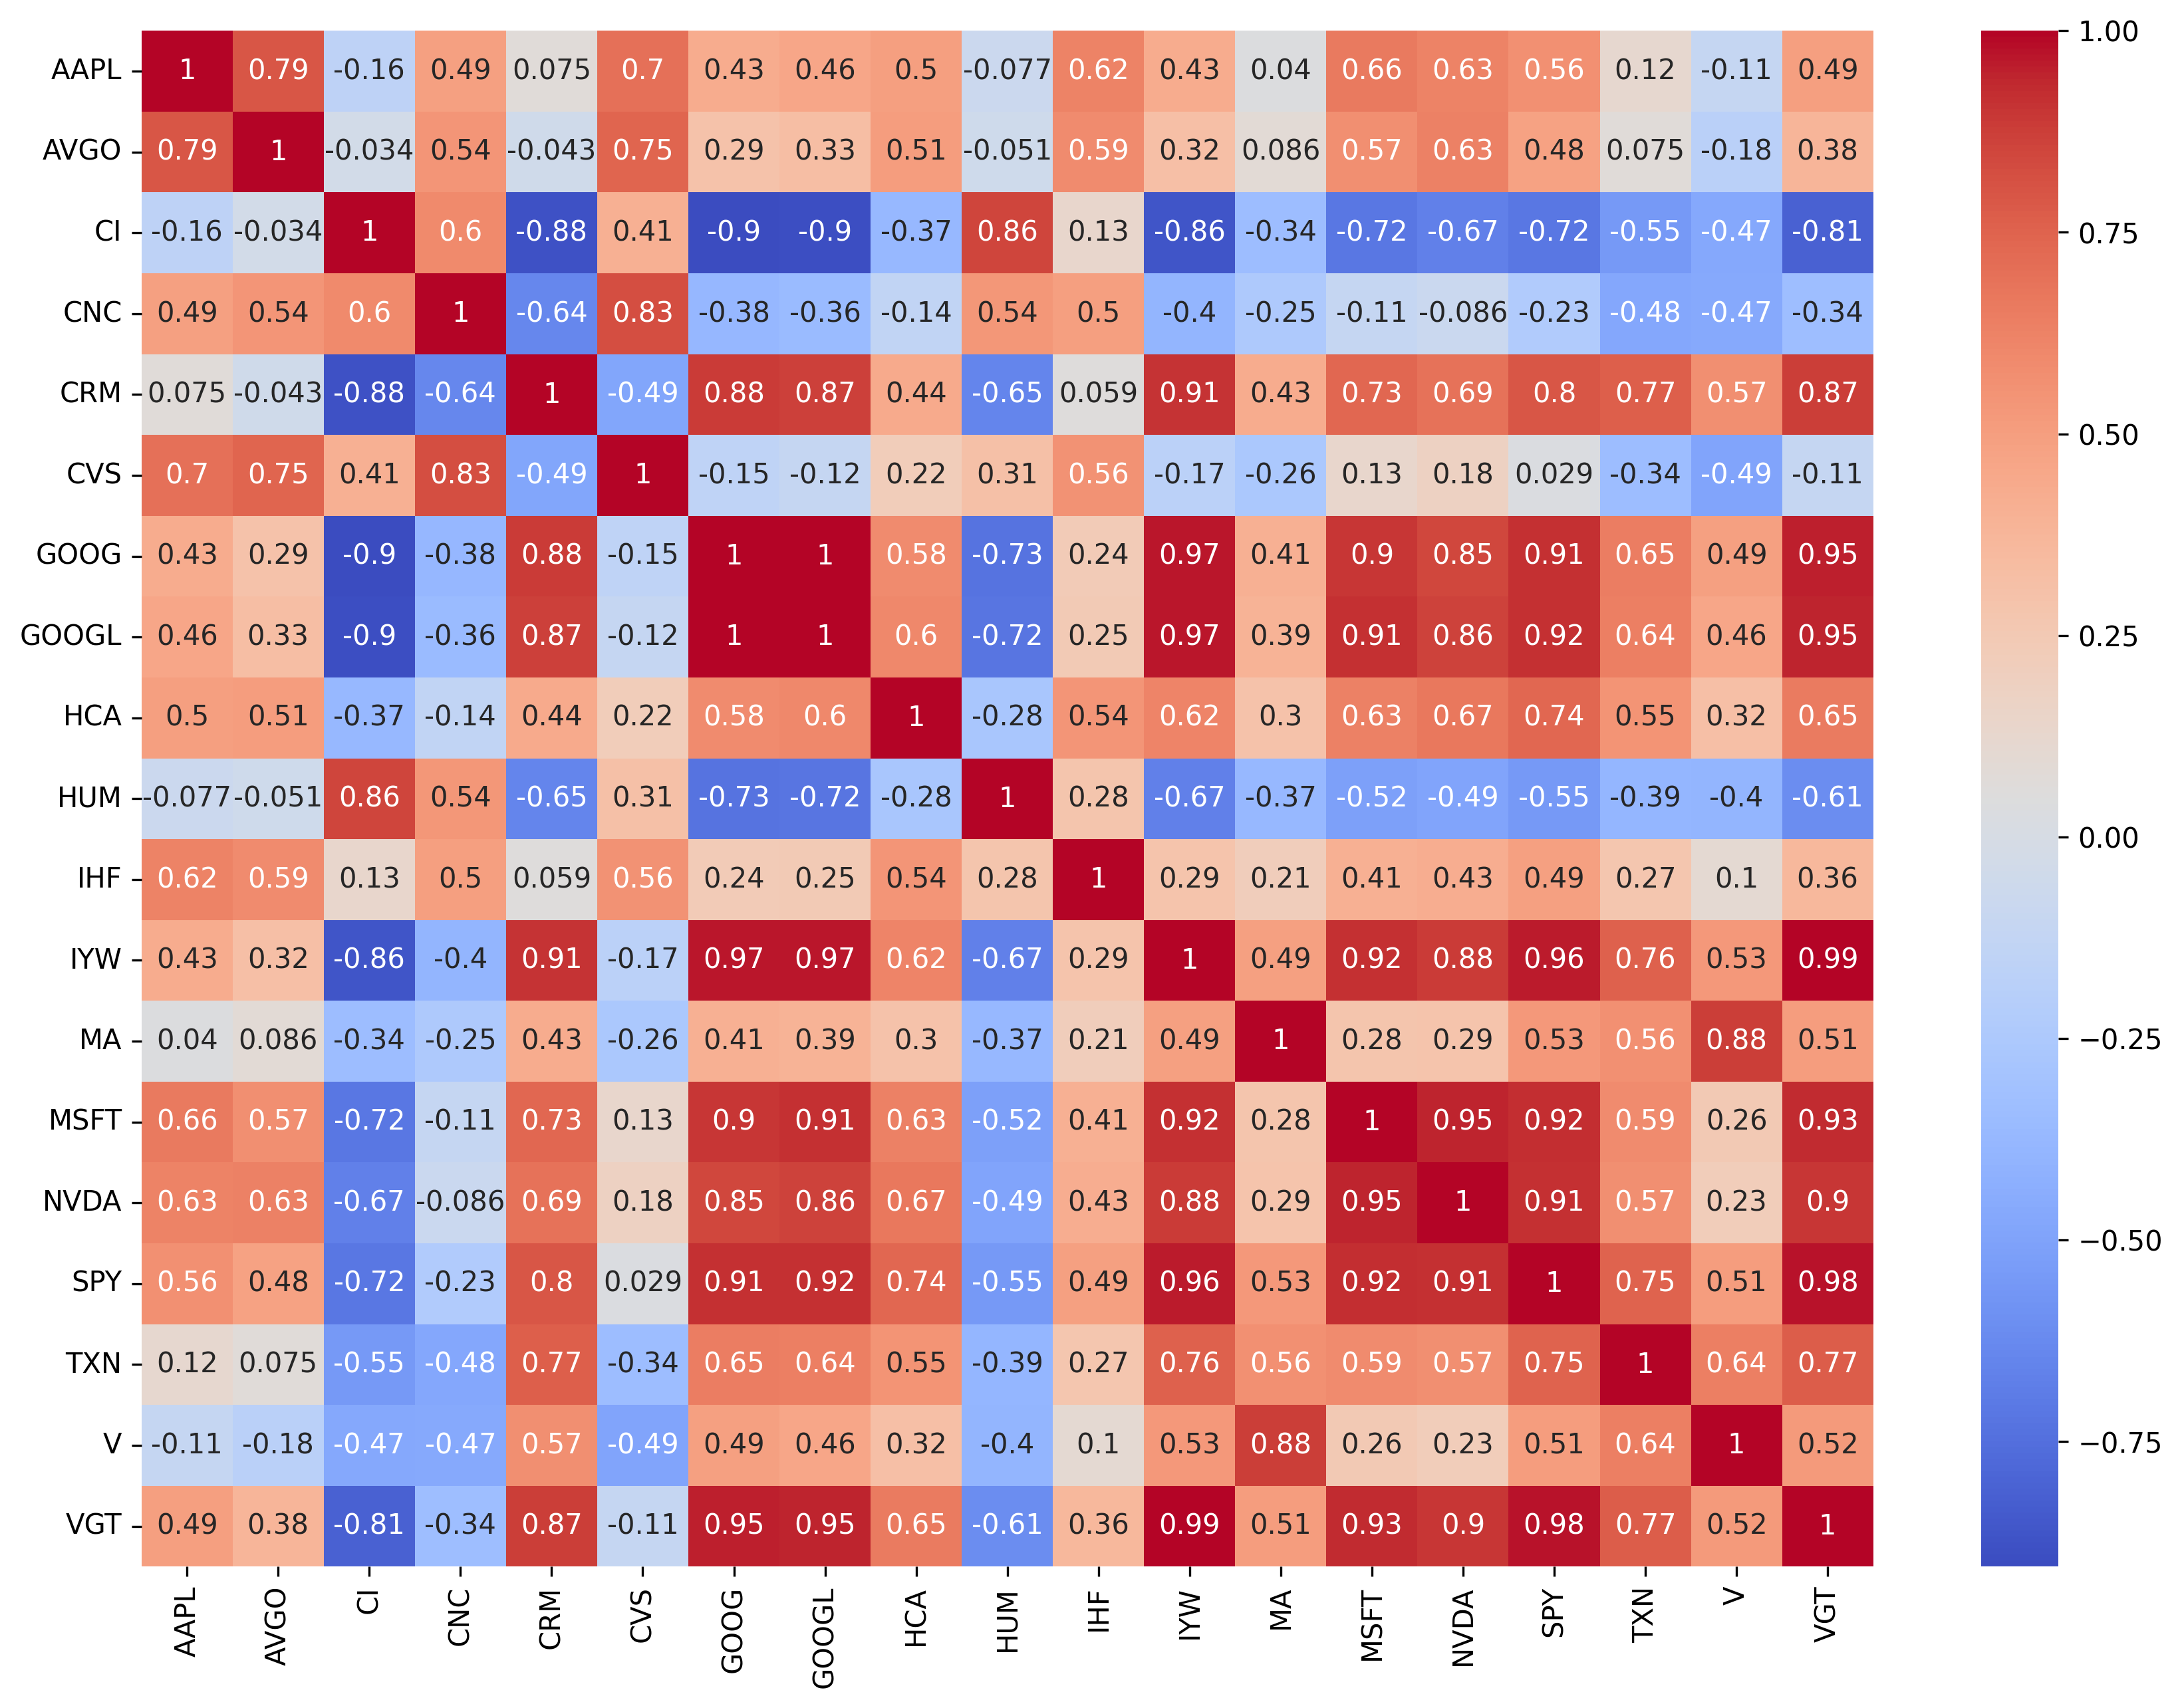 AAPL 1 0.79 -0.16 0.49 0.075 0.7 0.43 0.46 0.5 -0.077 0.62 0.43 0.04 0.66 0.63 0.56 0.12 -0.11 0.49
AVGO 0.79 1 -0.034 0.54 -0.043 0.75 0.29 0.33 0.51 -0.051 0.59 0.32 0.086 0.57 0.63 0.48 0.075 -0.18 0.38
CI -0.16 -0.034 1 0.6 -0.88 0.41 -0.9 -0.9 -0.37 0.86 0.13 -0.86 -0.34 -0.72 -0.67 -0.72 -0.55 -0.47 -0.81
CNC 0.49 0.54 0.6 1 -0.64 0.83 -0.38 -0.36 -0.14 0.54 0.5 -0.4 -0.25 -0.11 -0.086 -0.23 -0.48 -0.47 -0.34
CRM 0.075 -0.043 -0.88 -0.64 1 -0.49 0.88 0.87 0.44 -0.65 0.059 0.91 0.43 0.73 0.69 0.8 0.77 0.57 0.87
CVS 0.7 0.75 0.41 0.83 -0.49 1 -0.15 -0.12 0.22 0.31 0.56 -0.17 -0.26 0.13 0.18 0.029 -0.34 -0.49 -0.11
GOOG 0.43 0.29 -0.9 -0.38 0.88 -0.15 1 1 0.58 -0.73 0.24 0.97 0.41 0.9 0.85 0.91 0.65 0.49 0.95
GOOGL 0.46 0.33 -0.9 -0.36 0.87 -0.12 1 1 0.6 -0.72 0.25 0.97 0.39 0.91 0.86 0.92 0.64 0.46 0.95
HCA 0.5 0.51 -0.37 -0.14 0.44 0.22 0.58 0.6 1 -0.28 0.54 0.62 0.3 0.63 0.67 0.74 0.55 0.32 0.65
HUM -0.077 -0.051 0.86 0.54 -0.65 0.31 -0.73 -0.72 -0.28 1 0.28 -0.67 -0.37 -0.52 -0.49 -0.55 -0.39 -0.4 -0.61
IHF 0.62 0.59 0.13 0.5 0.059 0.56 0.24 0.25 0.54 0.28 1 0.29 0.21 0.41 0.43 0.49 0.27 0.1 0.36
IYW 0.43 0.32 -0.86 -0.4 0.91 -0.17 0.97 0.97 0.62 -0.67 0.29 1 0.49 0.92 0.88 0.96 0.76 0.53 0.99
MA 0.04 0.086 -0.34 -0.25 0.43 -0.26 0.41 0.39 0.3 -0.37 0.21 0.49 1 0.28 0.29 0.53 0.56 0.88 0.51
MSFT 0.66 0.57 -0.72 -0.11 0.73 0.13 0.9 0.91 0.63 -0.52 0.41 0.92 0.28 1 0.95 0.92 0.59 0.26 0.93
NVDA 0.63 0.63 -0.67 -0.086 0.69 0.18 0.85 0.86 0.67 -0.49 0.43 0.88 0.29 0.95 1 0.91 0.57 0.23 0.9
SPY 0.56 0.48 -0.72 -0.23 0.8 0.029 0.91 0.92 0.74 -0.55 0.49 0.96 0.53 0.92 0.91 1 0.75 0.51 0.98
TXN 0.12 0.075 -0.55 -0.48 0.77 -0.34 0.65 0.64 0.55 -0.39 0.27 0.76 0.56 0.59 0.57 0.75 1 0.64 0.77
V -0.11 -0.18 -0.47 -0.47 0.57 -0.49 0.49 0.46 0.32 -0.4 0.1 0.53 0.88 0.26 0.23 0.51 0.64 1 0.52
VGT 0.49 0.38 -0.81 -0.34 0.87 -0.11 0.95 0.95 0.65 -0.61 0.36 0.99 0.51 0.93 0.9 0.98 0.77 0.52 1
AAPL AVGO CI CNC CRM CVS GOOG GOOGL HCA HUM IHF IYW MA MSFT NVDA SPY TXN V VGT
1.00
0.75
0.50
0.25
0.00
−0.25
−0.50
−0.75